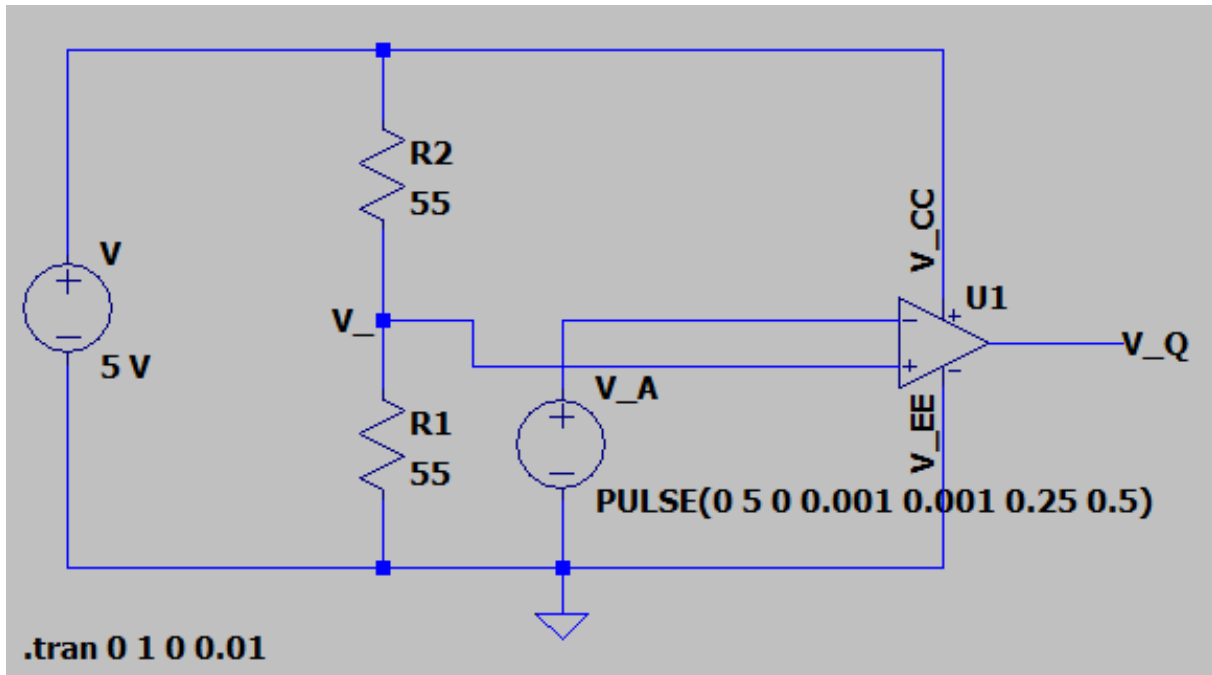 R2
55
V_CC
V
5 V
V_
U1
V_Q
V_A
R1
55
V_EE
PULSE(0 5 0 0.001 0.001 0.25 0.5)
.tran 0 1 0 0.01